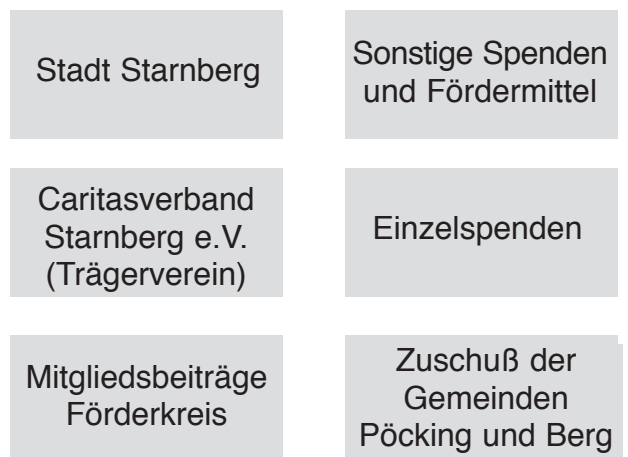 Stadt Starnberg
Sonstige Spenden
und Fördermittel
Caritasverband
Starnberg e.V.
(Trägerverein)
Einzelspenden
Mitgliedsbeiträge
Förderkreis
Zuschuß der
Gemeinden
Pöcking und Berg